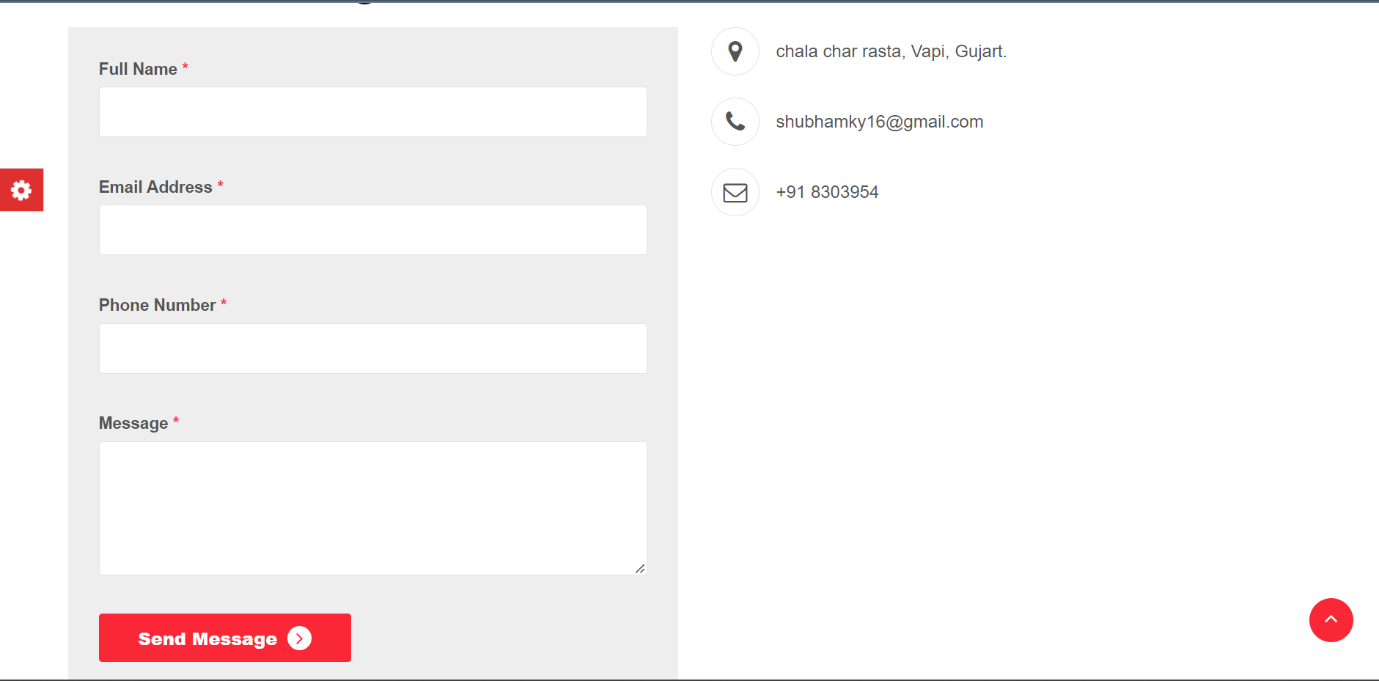 Full Name *
Email Address *
Phone Number *
Message *
Send Message
chala char rasta, Vapi, Gujart.
shubhamky16@gmail.com
+91 8303954